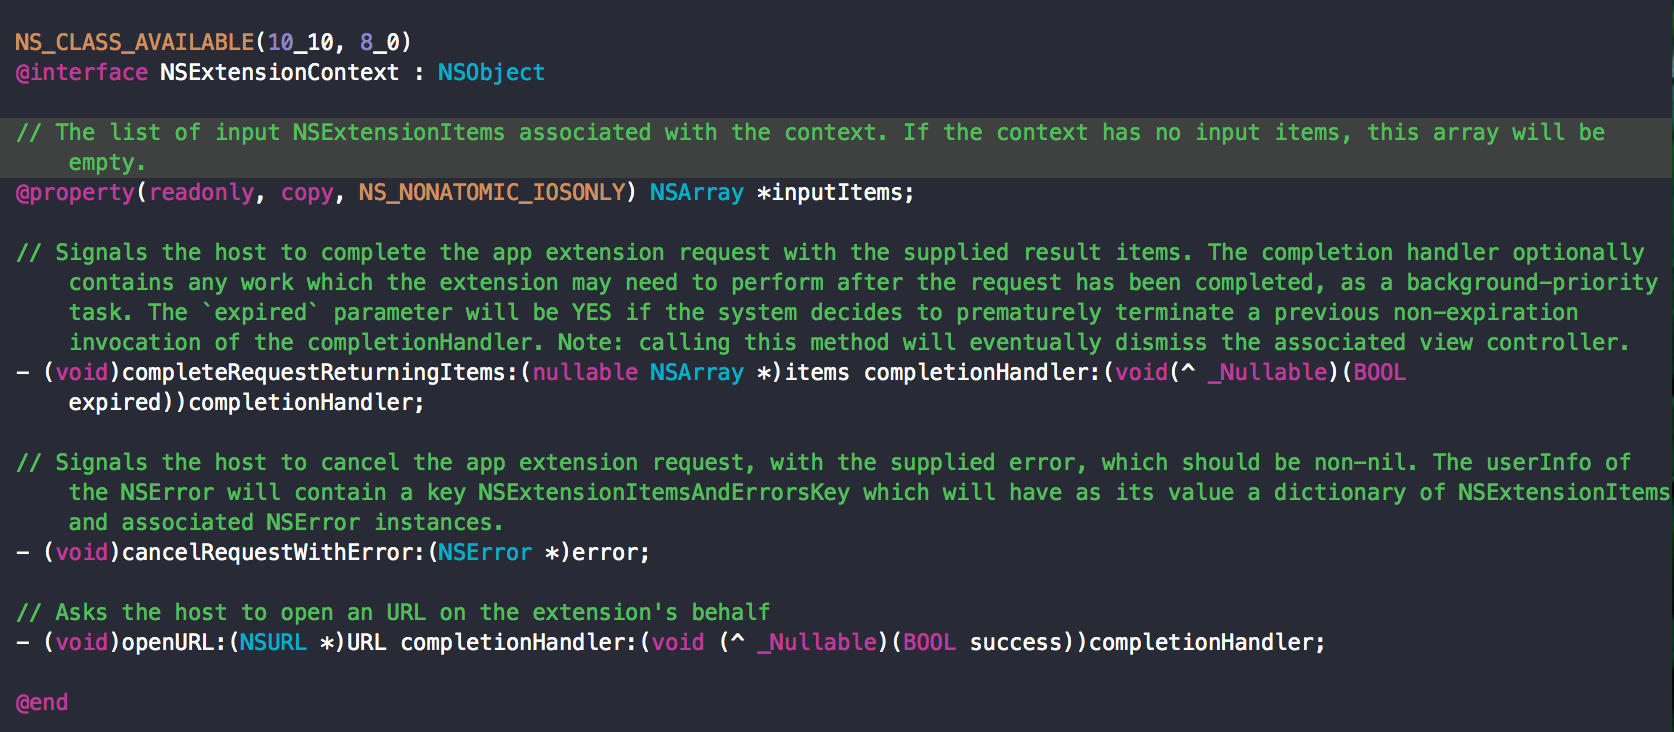 NS_CLASS_AVAILABLE(10_10, 8_0)
@interface NSExtensionContext : NSObject
// The list of input NSExtensionItems associated with the context. If the context has no input items, this array will be
empty.
@property(readonly, copy, NS_NONATOMIC_IOSONLY) NSArray *inputItems;
// Signals the host to complete the app extension request with the supplied result items. The completion handler optionally
contains any work which the extension may need to perform after the request has been completed, as a background-priority
task. The `expired` parameter will be YES if the system decides to prematurely terminate a previous non-expiration
invocation of the completionHandler. Note: calling this method will eventually dismiss the associated view controller.
- (void)completeRequestReturningItems:(nullable NSArray *)items completionHandler:(void(^ _Nullable)(BOOL
expired))completionHandler;
// Signals the host to cancel the app extension request, with the supplied error, which should be non-nil. The userInfo of
the NSError will contain a key NSExtensionItemsAndErrorsKey which will have as its value a dictionary of NSExtensionItems
and associated NSError instances.
- (void)cancelRequestWithError:(NSError *)error;
// Asks the host to open an URL on the extension's behalf
- (void)openURL:(NSURL *)URL completionHandler:(void (^ _Nullable)(BOOL success))completionHandler;
@end